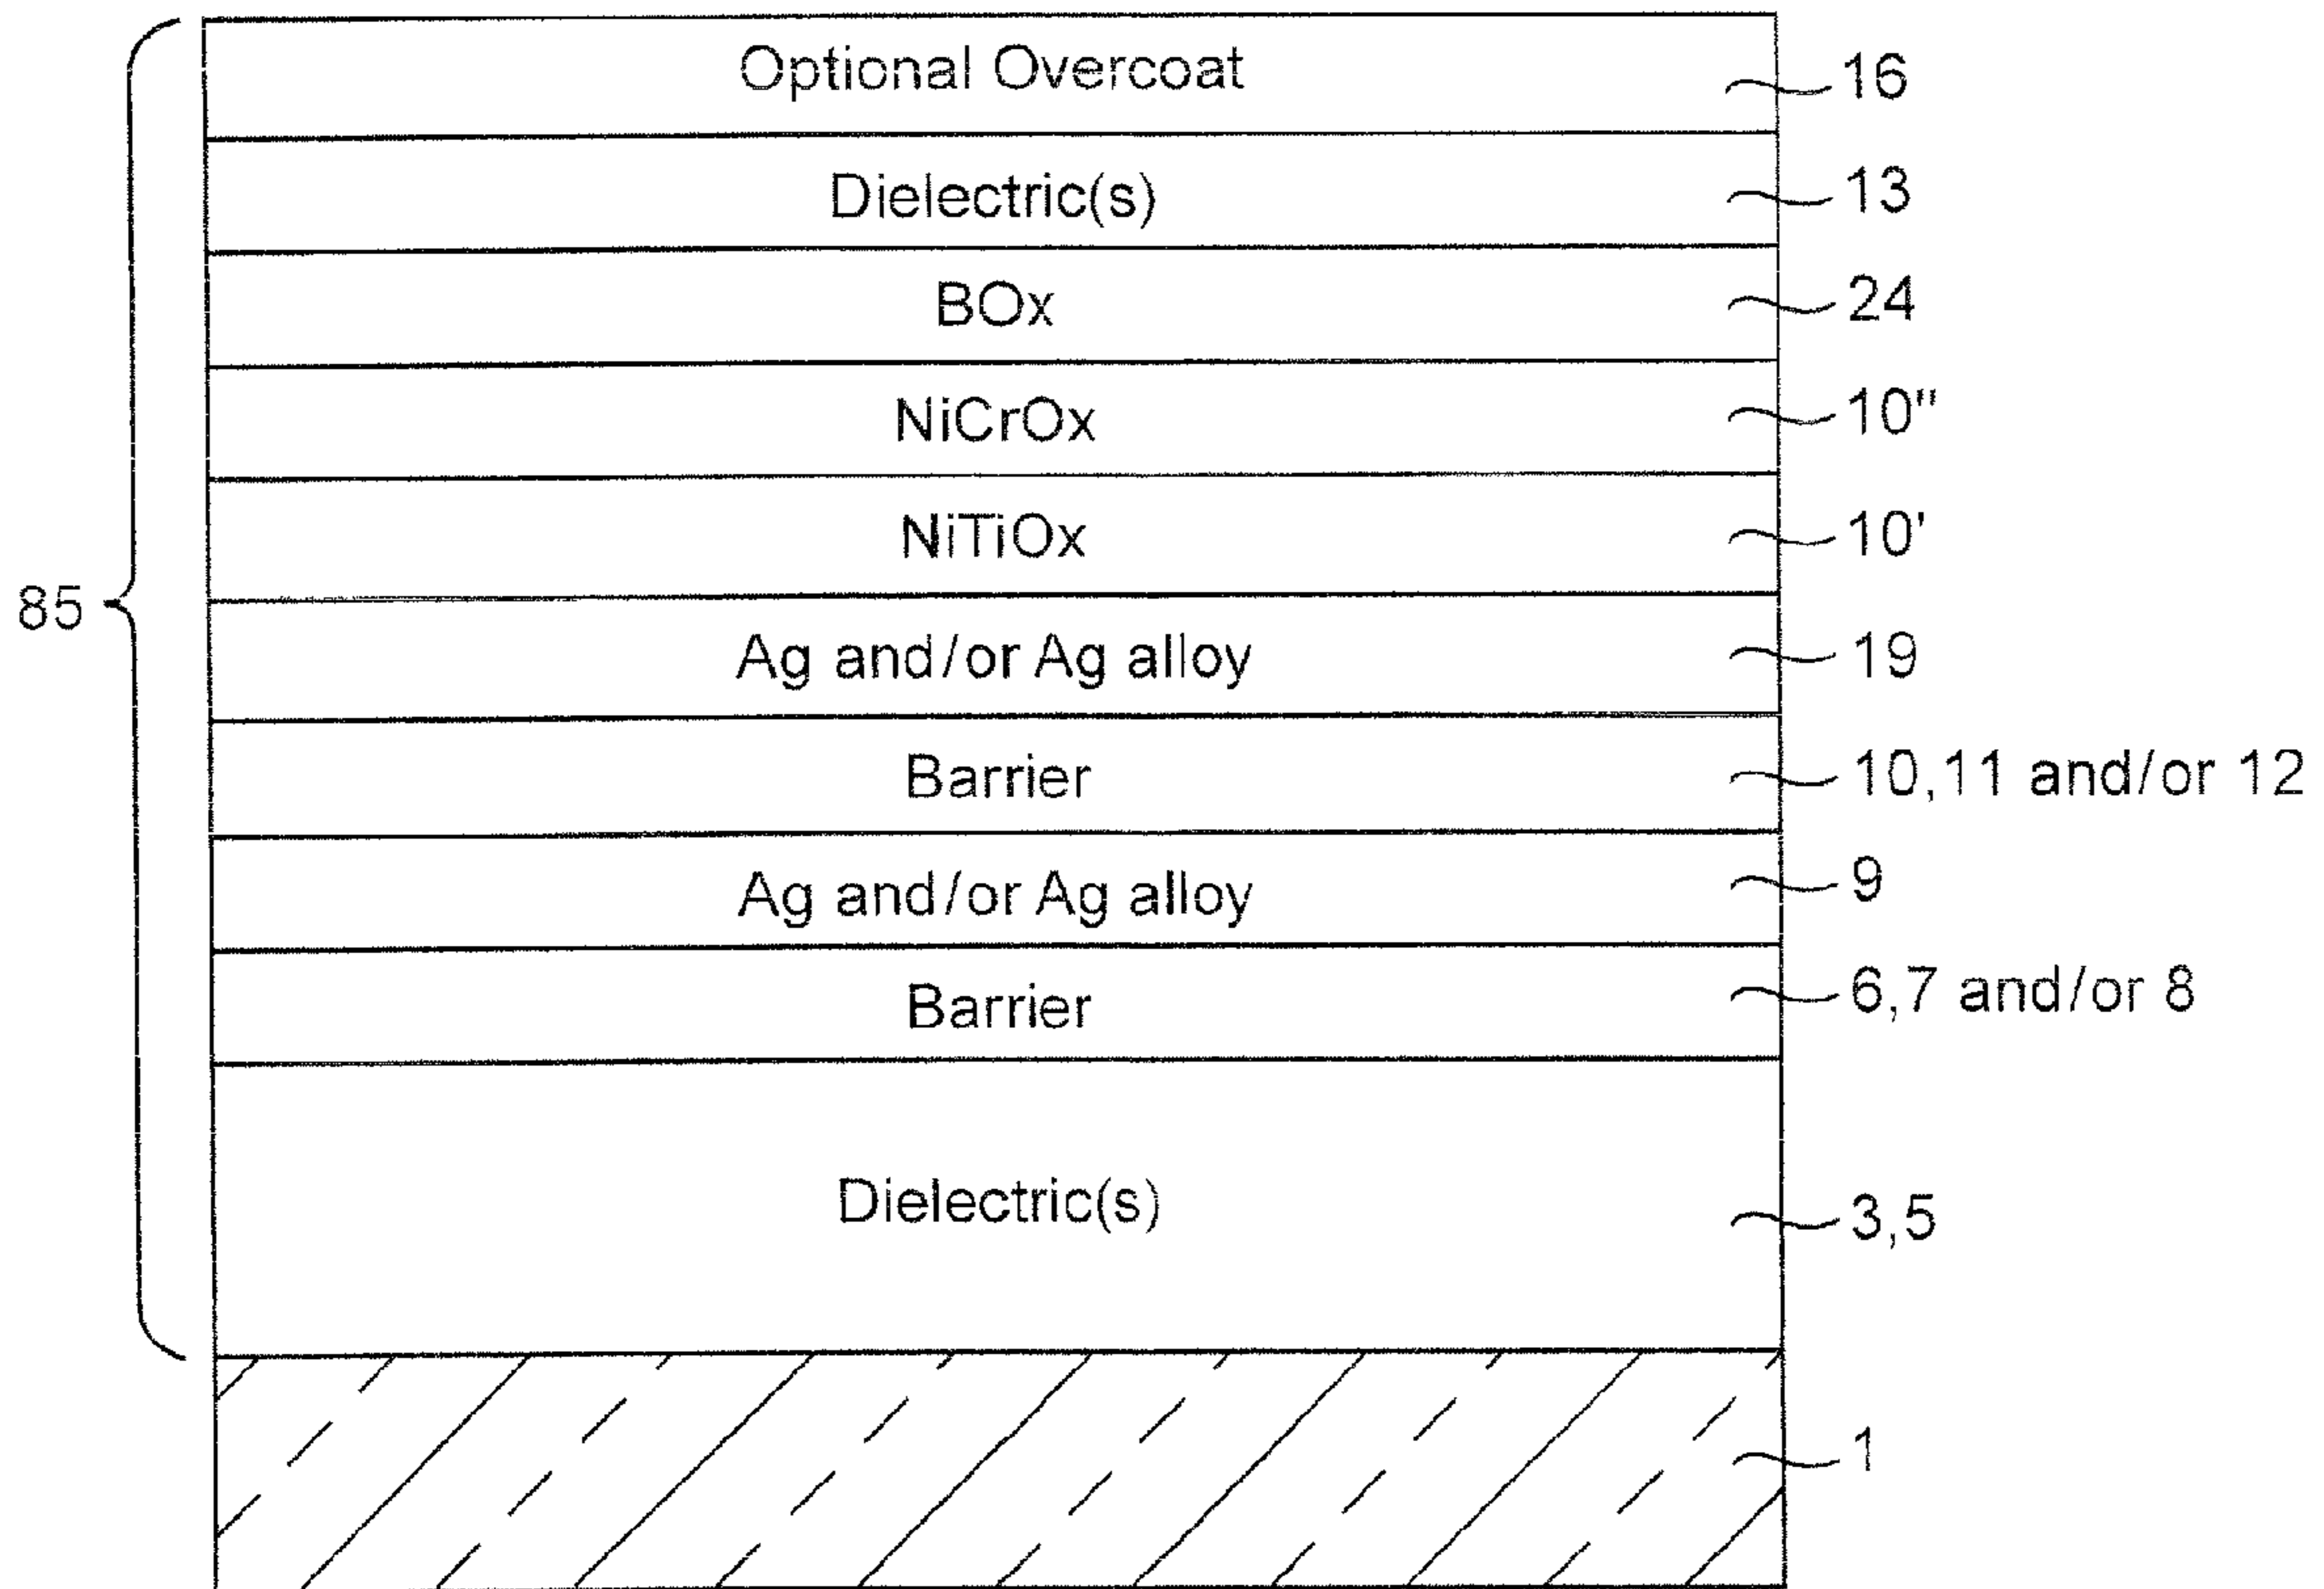 Optional Overcoat 16
Dielectric(s) 13
BOx 24
NiCrOx 10"
NiTiOx 10'
85
Ag and/or Ag alloy 19
Barrier 10,11 and/or 12
Ag and/or Ag alloy 9
Barrier 6,7 and/or 8
Dielectric(s) 3,5
1